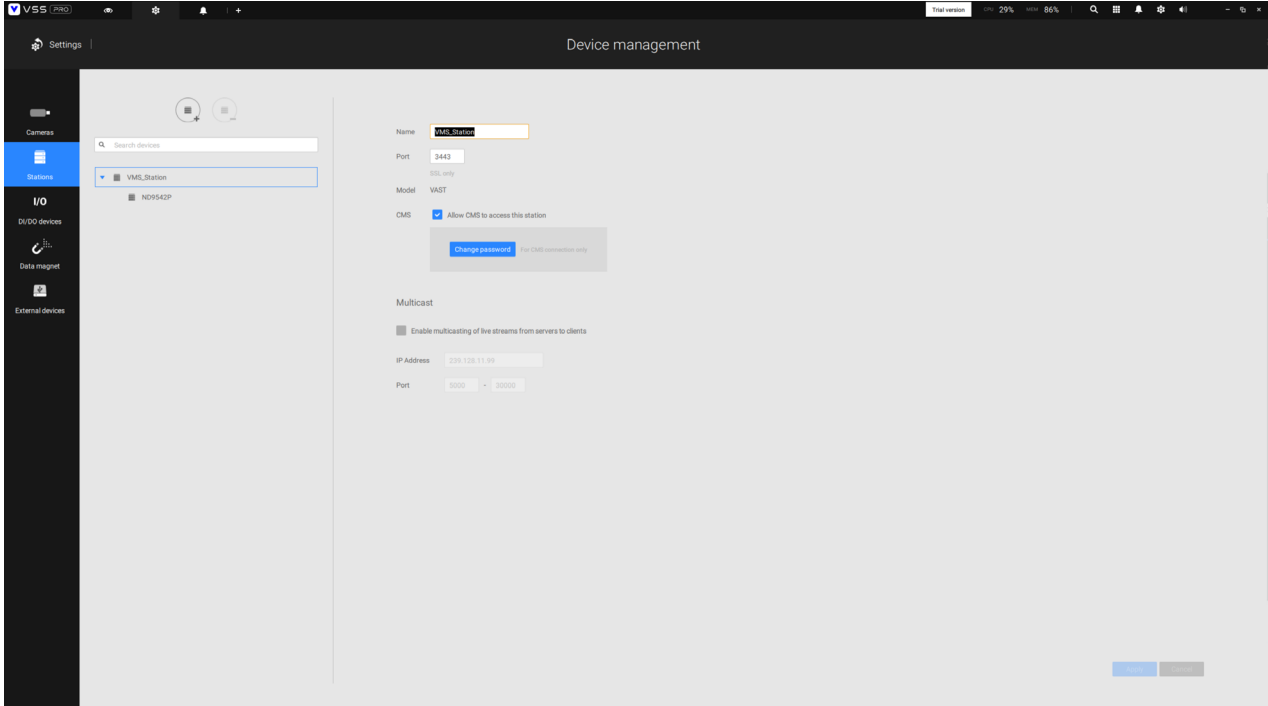 VSS PRO
Trial version CPU 29% MEM 86%
Settings
Device management
Cameras
Stations
I/O
DI/DO devices
Data magnet
External devices
Search devices
VMS_Station
ND9542P
Name VMS_Station
Port 3443
SSL only
Model VAST
CMS Allow CMS to access this station
Change password For CMS connection only
Multicast
Enable multicasting of live streams from servers to clients
IP Address 239.128.11.99
Port 5000 ~ 30000
Apply Cancel